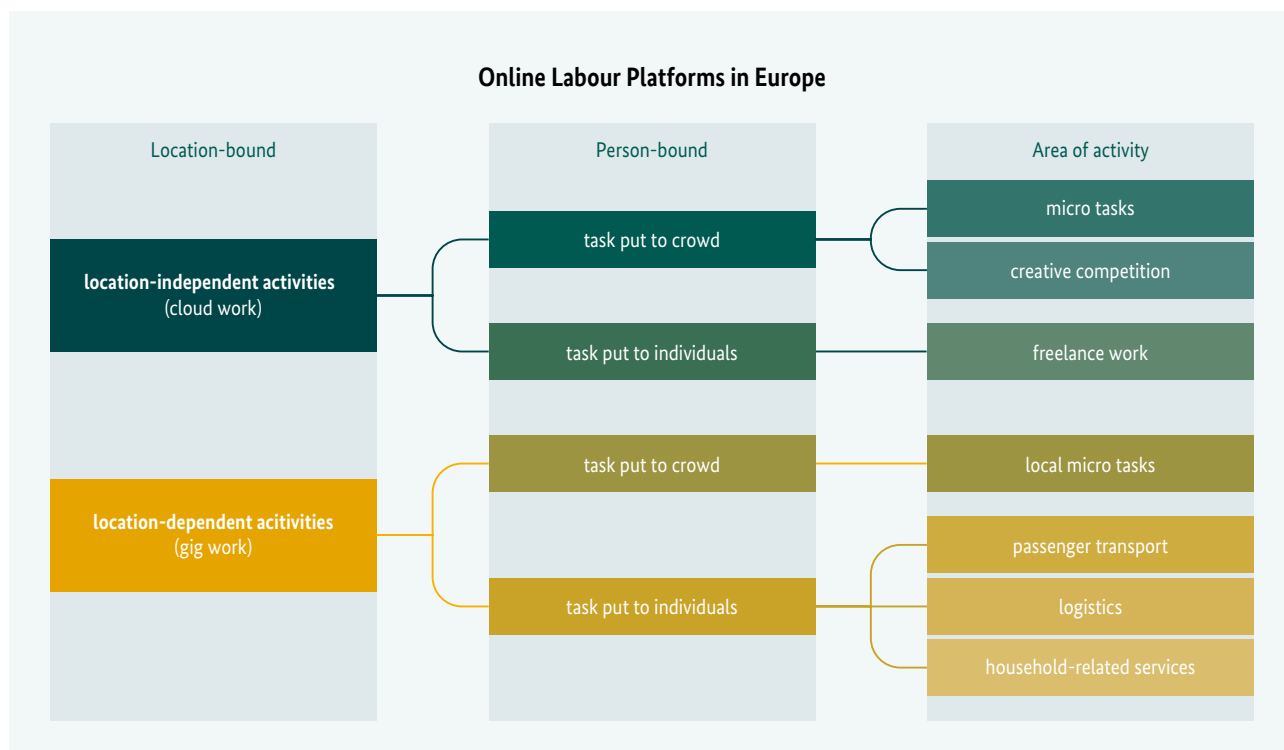 Online Labour Platforms in Europe
Location-bound
Person-bound
Area of activity
location-independent activities
(cloud work)
task put to crowd
micro tasks
creative competition
task put to individuals
freelance work
location-dependent acitivities
(gig work)
task put to crowd
local micro tasks
task put to individuals
passenger transport
logistics
household-related services